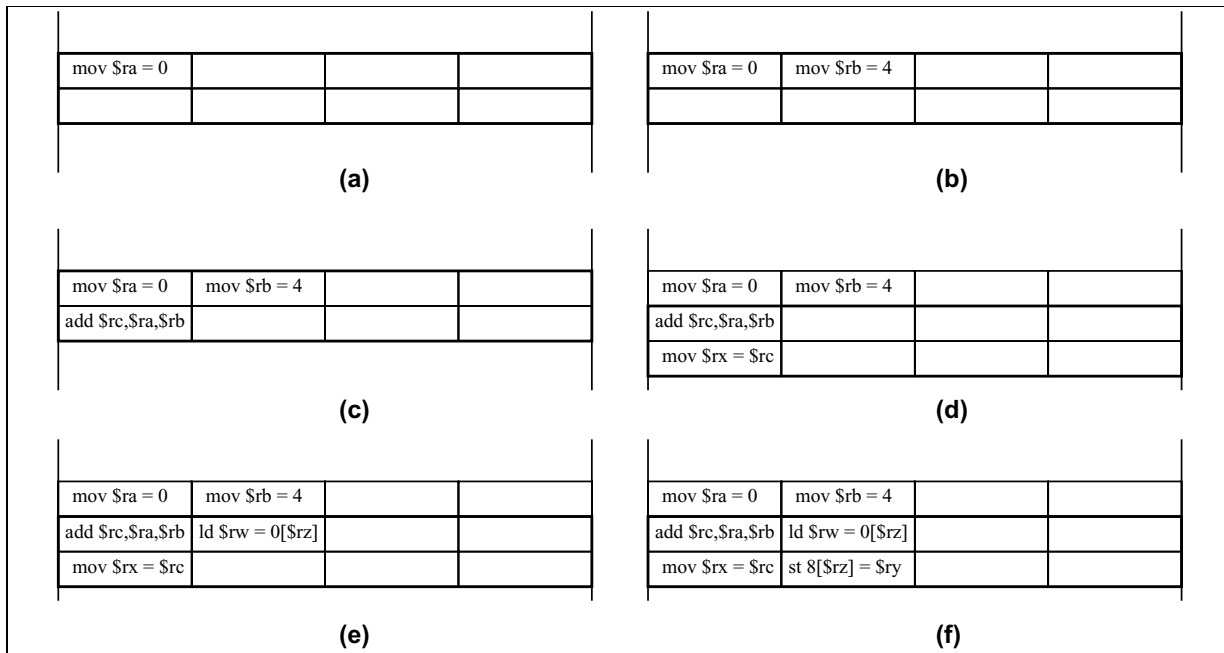 mov $ra = 0
(a)
mov $ra = 0 mov $rb = 4
(b)
mov $ra = 0 mov $rb = 4
add $rc,$ra,$rb
(c)
mov $ra = 0 mov $rb = 4
add $rc,$ra,$rb
mov $rx = $rc
(d)
mov $ra = 0 mov $rb = 4
add $rc,$ra,$rb ld $rw = 0[$rz]
mov $rx = $rc
(e)
mov $ra = 0 mov $rb = 4
add $rc,$ra,$rb ld $rw = 0[$rz]
mov $rx = $rc st 8[$rz] = $ry
(f)